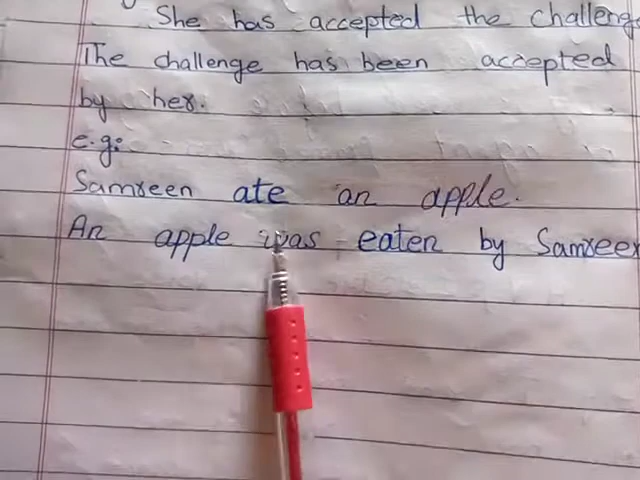 She has accepted the challeng
The challenge has been accepted
by her.
e.g:
Samreen ate an apple.
An apple was eaten by Samreen